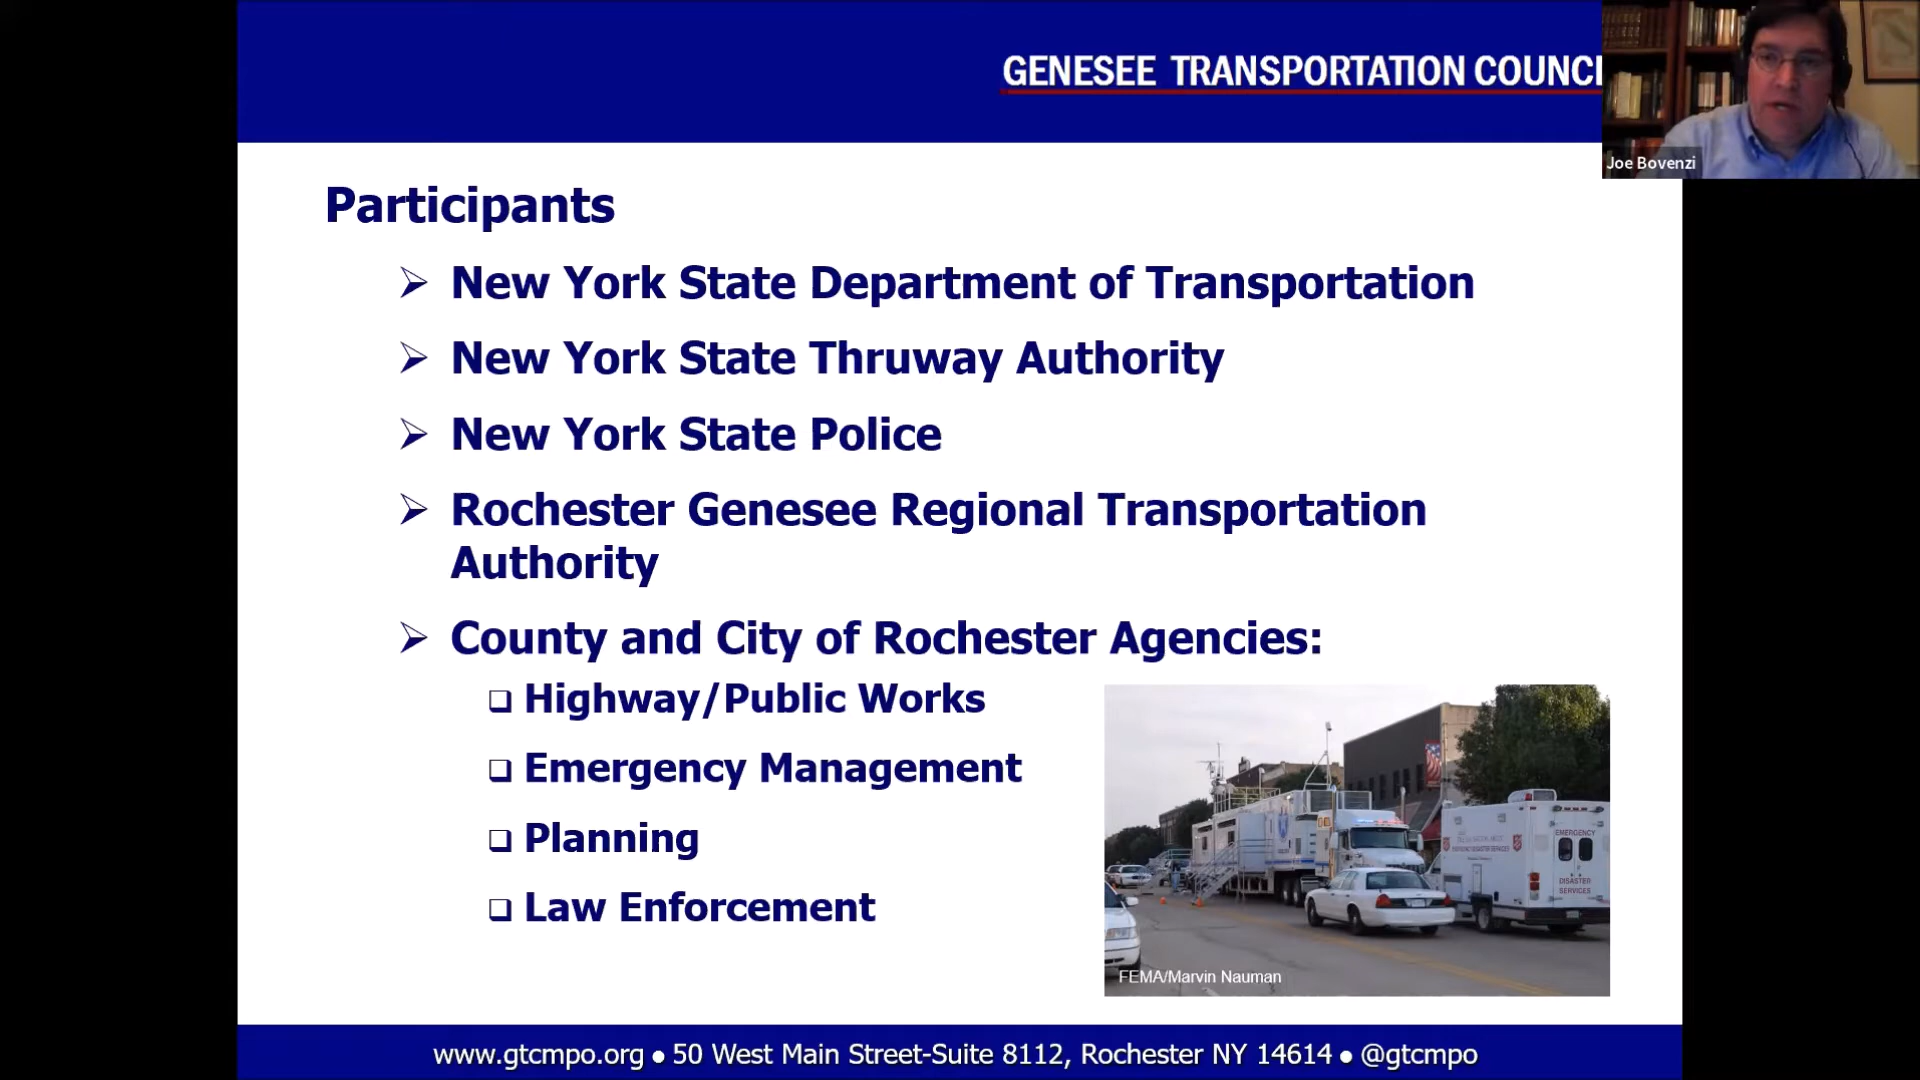 GENESEE TRANSPORTATION COUNCI
Joe Bovenzi
Participants
New York State Department of Transportation
New York State Thruway Authority
New York State Police
Rochester Genesee Regional Transportation
Authority
County and City of Rochester Agencies:
Highway/Public Works
Emergency Management
Planning
Law Enforcement
EMERGENCY
DISASTER
SERVICES
FEMA/Marvin Nauman
www.gtcmpo.org ● 50 West Main Street-Suite 8112, Rochester NY 14614 ● @gtcmpo